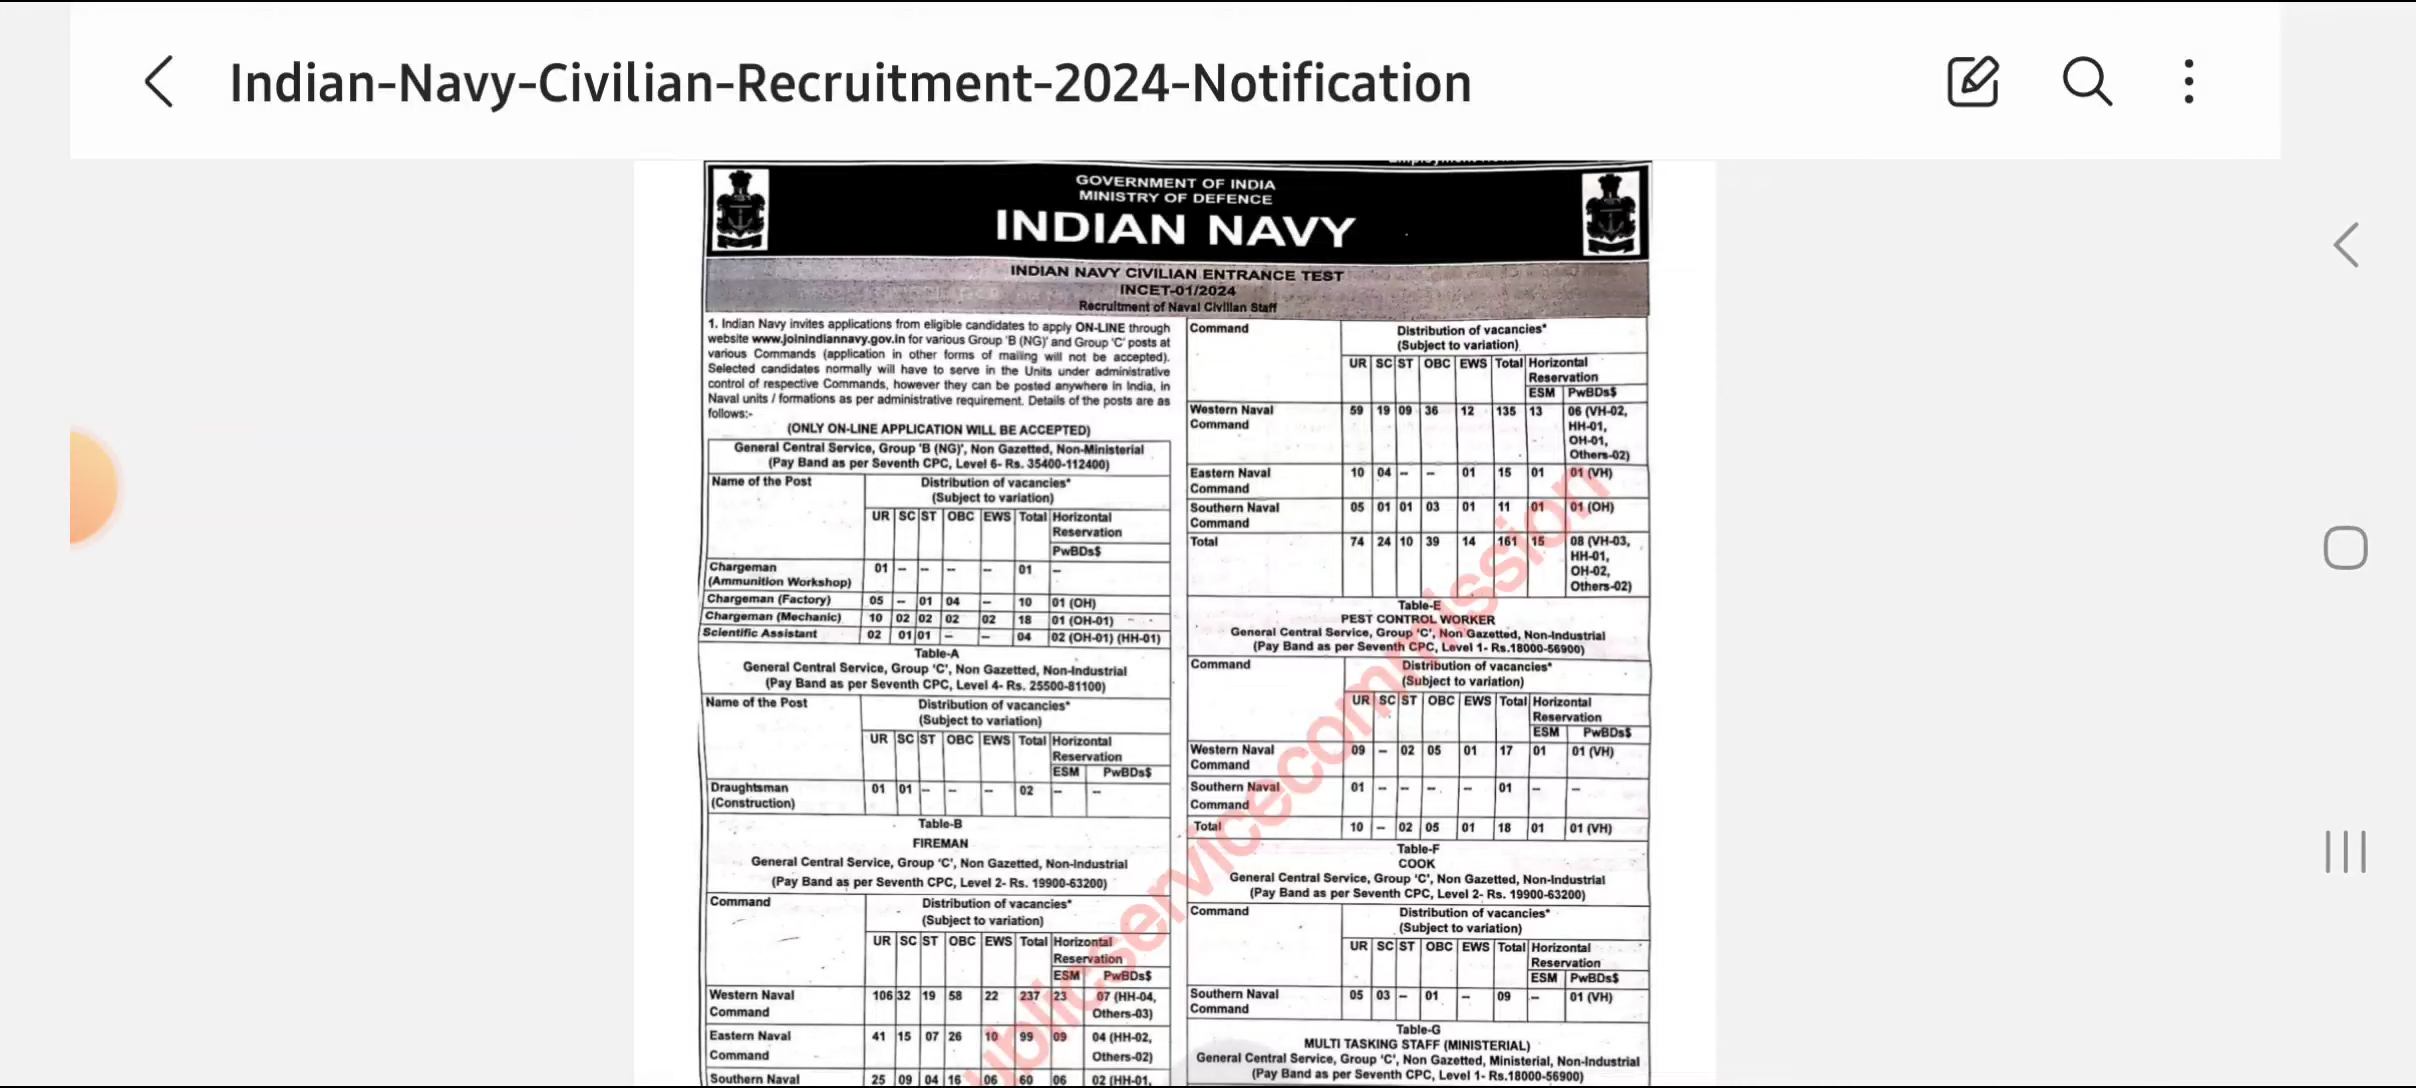 Indian-Navy-Civilian-Recruitment-2024-Notification
GOVERNMENT OF INDIA
MINISTRY OF DEFENCE
INDIAN NAVY
INDIAN NAVY CIVILIAN ENTRANCE TEST
INCET-01/2024
Recruitment of Naval Civilian Staff
1. Indian Navy invites applications from eligible candidates to apply ON-LINE through
website www.joinindiannavy.gov.in for various Group 'B (NG)' and Group 'C' posts at
various Commands (application in other forms of mailing will not be accepted).
Selected candidates normally will have to serve in the Units under administrative
control of respective Commands, however they can be posted anywhere in India, in
Naval units / formations as per administrative requirement. Details of the posts are as
follows:-
(ONLY ON-LINE APPLICATION WILL BE ACCEPTED)
General Central Service, Group 'B (NG)', Non Gazetted, Non-Ministerial
(Pay Band as per Seventh CPC, Level 6- Rs. 35400-112400)
Name of the Post Distribution of vacancies*
(Subject to variation)
UR SC ST OBC EWS Total Horizontal
Reservation
PwBDs$
Chargeman 01 -- -- -- -- 01 --
(Ammunition Workshop)
Chargeman (Factory) 05 -- 01 04 -- 10 01 (OH)
Chargeman (Mechanic) 10 02 02 02 02 18 01 (OH-01)
Scientific Assistant 02 01 01 -- -- 04 02 (OH-01) (HH-01)
Table-A
General Central Service, Group 'C', Non Gazetted, Non-Industrial
(Pay Band as per Seventh CPC, Level 4- Rs. 25500-81100)
Name of the Post Distribution of vacancies*
(Subject to variation)
UR SC ST OBC EWS Total Horizontal
Reservation
ESM PwBDs$
Draughtsman 01 01 -- -- -- 02 -- --
(Construction)
Table-B
FIREMAN
General Central Service, Group 'C', Non Gazetted, Non-Industrial
(Pay Band as per Seventh CPC, Level 2- Rs. 19900-63200)
Command Distribution of vacancies*
(Subject to variation)
UR SC ST OBC EWS Total Horizontal
Reservation
ESM PwBDs$
Western Naval 106 32 19 58 22 237 23 07 (HH-04,
Command Others-03)
Eastern Naval 41 15 07 26 10 99 09 04 (HH-02,
Command Others-02)
Southern Naval 25 09 04 16 06 60 06 02 (HH-01,
Command Distribution of vacancies*
(Subject to variation)
UR SC ST OBC EWS Total Horizontal
Reservation
ESM PwBDs$
Western Naval 59 19 09 36 12 135 13 06 (VH-02,
Command HH-01,
OH-01,
Others-02)
Eastern Naval 10 04 -- -- 01 15 01 01 (VH)
Command
Southern Naval 05 01 01 03 01 11 01 01 (OH)
Command
Total 74 24 10 39 14 161 15 08 (VH-03,
HH-01,
OH-02,
Others-02)
Table-E
PEST CONTROL WORKER
General Central Service, Group 'C', Non Gazetted, Non-Industrial
(Pay Band as per Seventh CPC, Level 1- Rs.18000-56900)
Command Distribution of vacancies*
(Subject to variation)
UR SC ST OBC EWS Total Horizontal
Reservation
ESM PwBDs$
Western Naval 09 -- 02 05 01 17 01 01 (VH)
Command
Southern Naval 01 -- -- -- -- 01 -- --
Command
Total 10 -- 02 05 01 18 01 01 (VH)
Table-F
COOK
General Central Service, Group 'C', Non Gazetted, Non-Industrial
(Pay Band as per Seventh CPC, Level 2- Rs. 19900-63200)
Command Distribution of vacancies*
(Subject to variation)
UR SC ST OBC EWS Total Horizontal
Reservation
ESM PwBDs$
Southern Naval 05 03 -- 01 -- 09 -- 01 (VH)
Command
Table-G
MULTI TASKING STAFF (MINISTERIAL)
General Central Service, Group 'C', Non Gazetted, Ministerial, Non-Industrial
(Pay Band as per Seventh CPC, Level 1- Rs.18000-56900)
ublicservicecommission